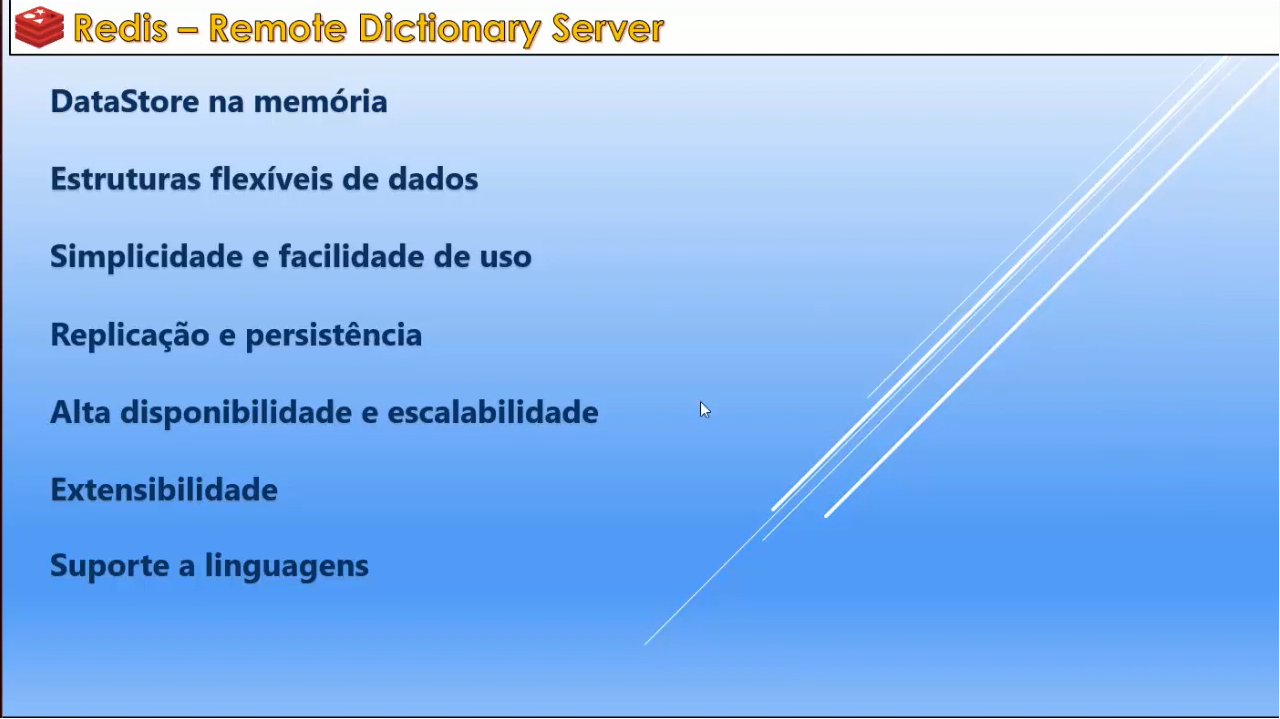 Redis – Remote Dictionary Server
DataStore na memória
Estruturas flexíveis de dados
Simplicidade e facilidade de uso
Replicação e persistência
Alta disponibilidade e escalabilidade
Extensibilidade
Suporte a linguagens